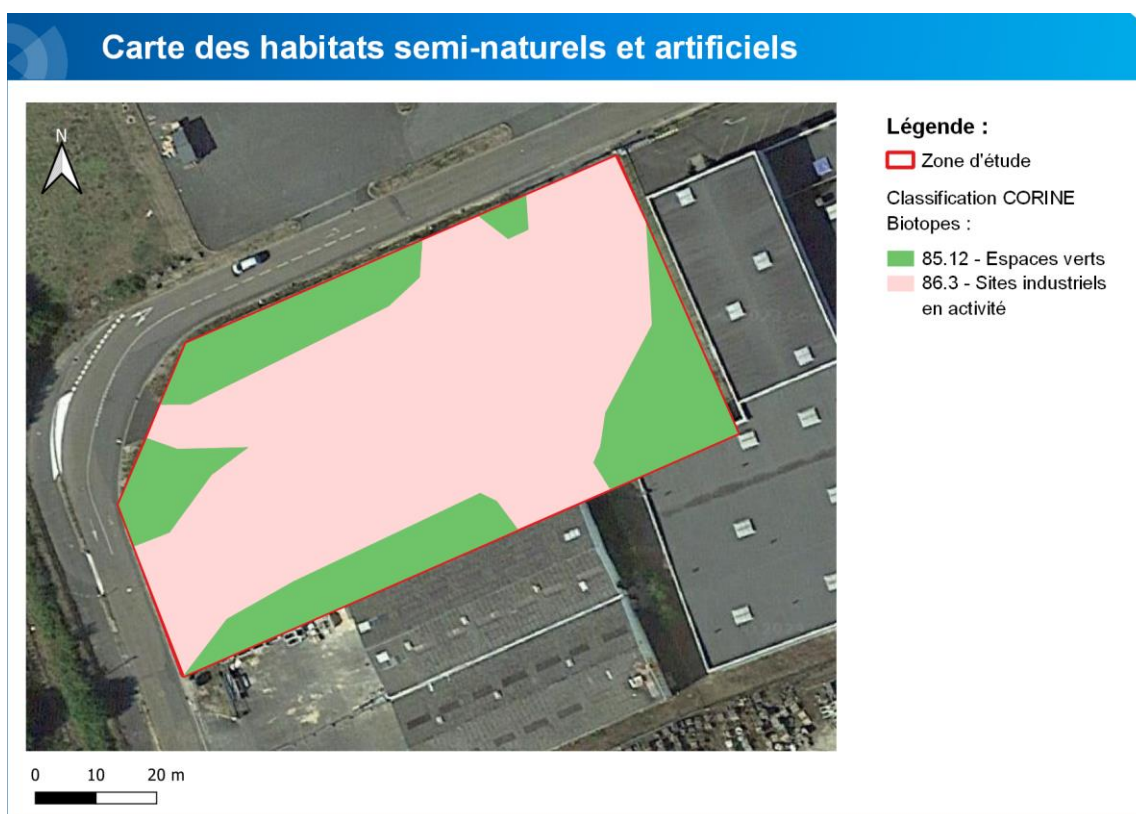 Carte des habitats semi-naturels et artificiels
N
Légende :
Zone d'étude
Classification CORINE
Biotopes :
85.12 - Espaces verts
86.3 - Sites industriels
en activité
0 10 20 m